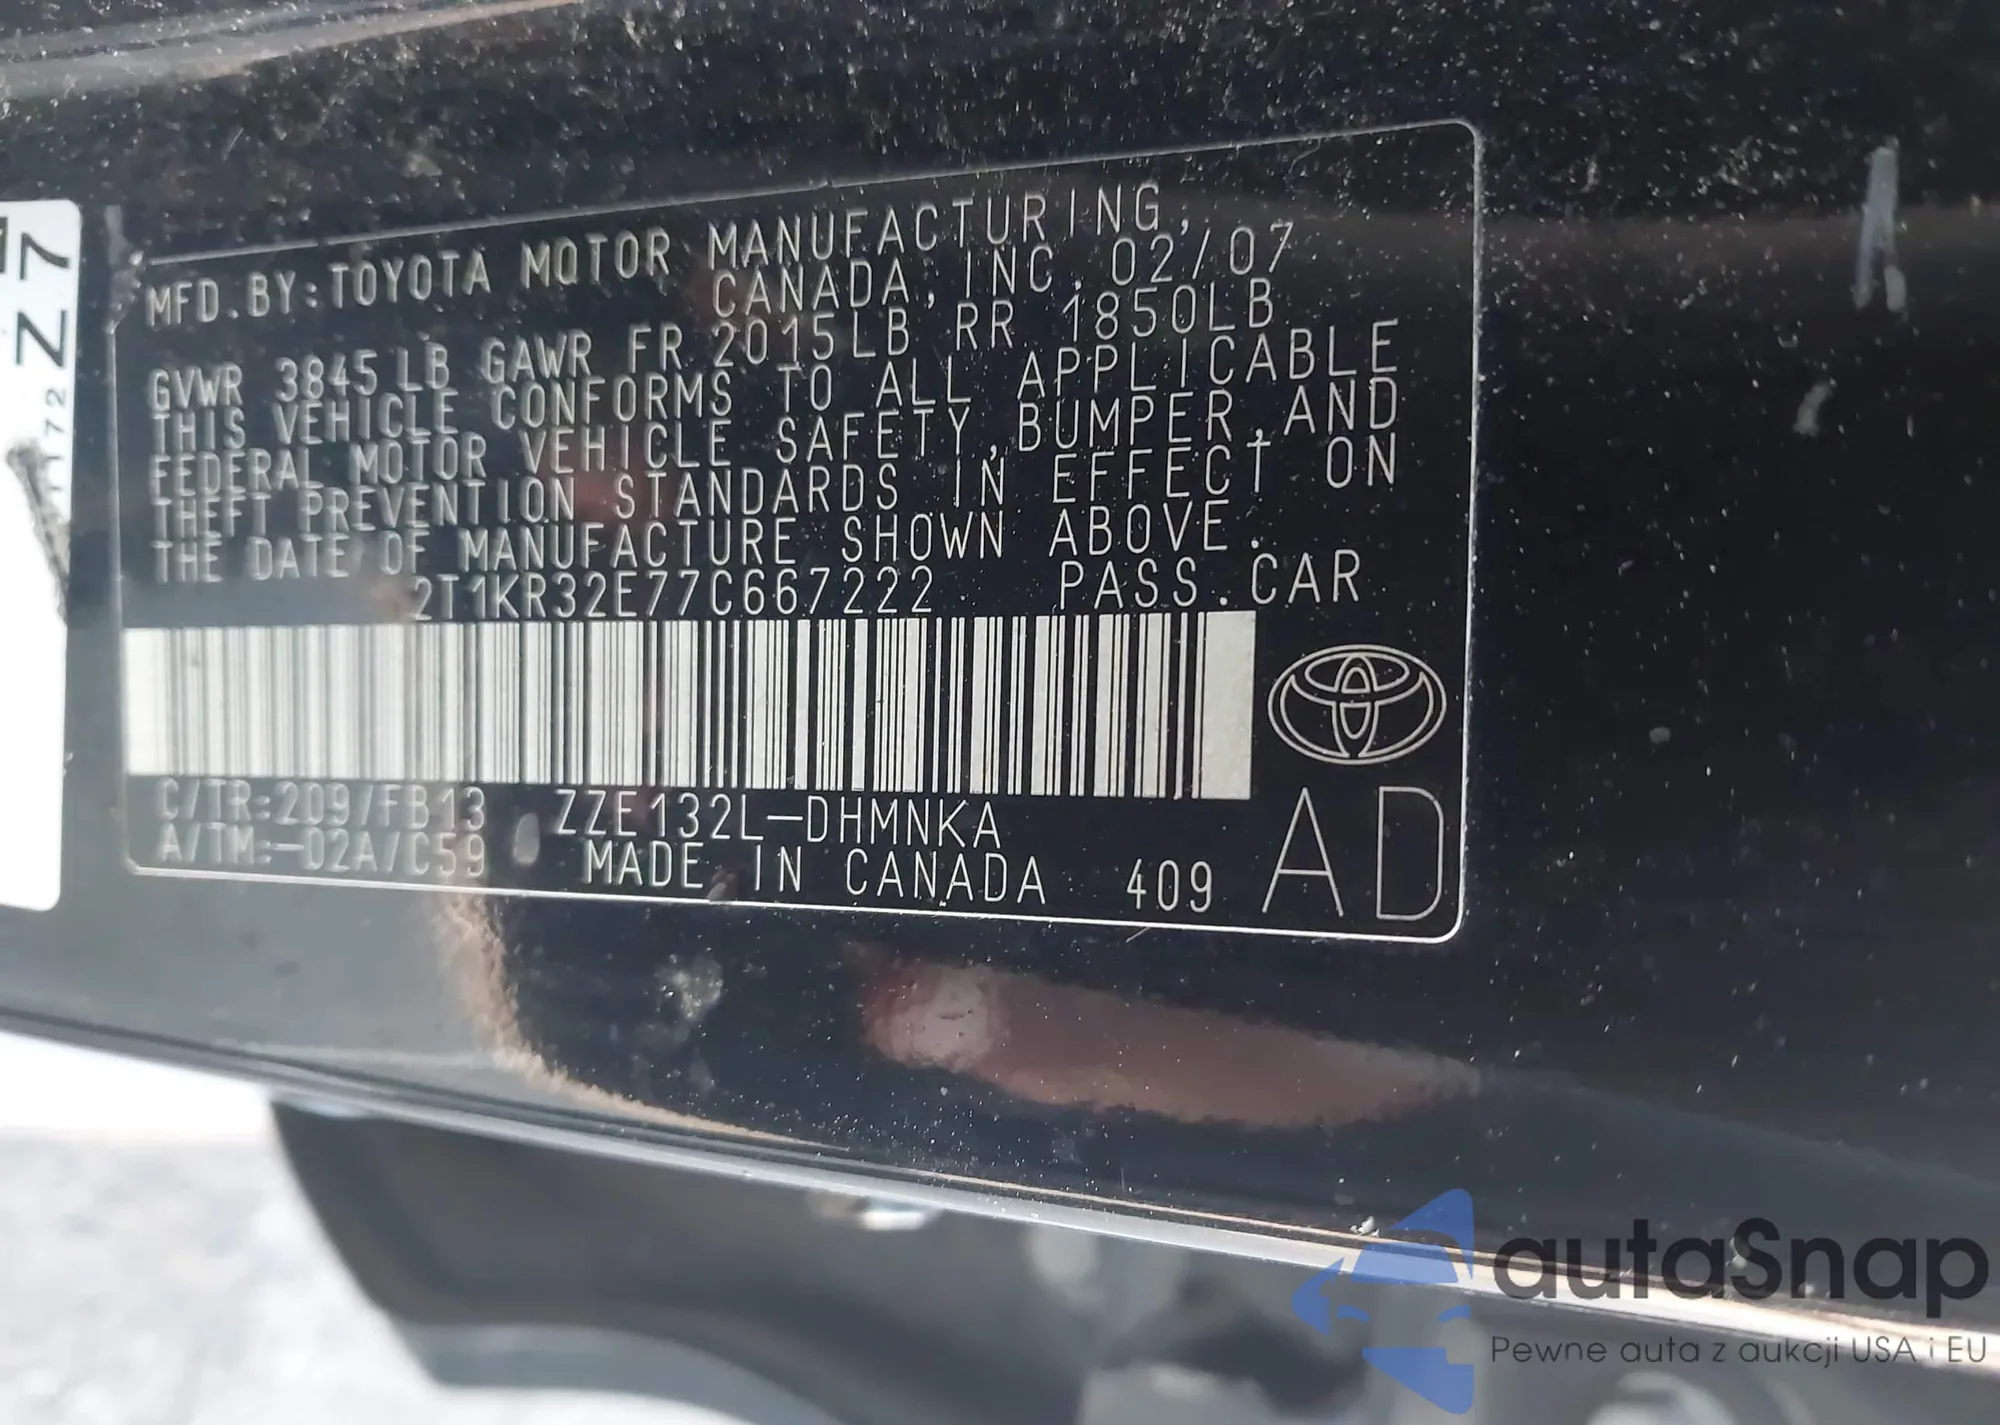 Z7
MFD.BY:TOYOTA MOTOR MANUFACTURING,
CANADA, INC. 02/07
GVWR 3845LB GAWR FR 2015LB RR 1850LB
THIS VEHICLE CONFORMS TO ALL APPLICABLE
FEDERAL MOTOR VEHICLE SAFETY,BUMPER,AND
THEFT PREVENTION STANDARDS IN EFFECT ON
THE DATE OF MANUFACTURE SHOWN ABOVE.
2T1KR32E77C667222 PASS.CAR
C/TR:209/FB13 ZZE132L-DHMNKA
A/TM:-02A/C59 MADE IN CANADA 409 AD
autaSnap
Pewne auta z aukcji USA i EU